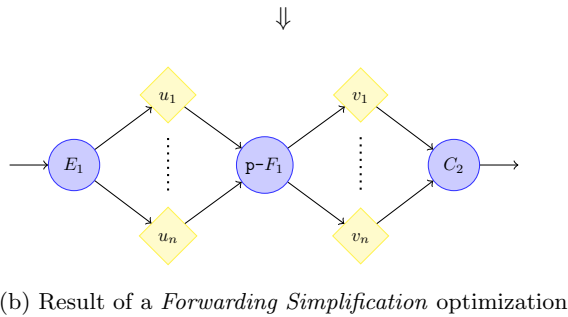 ⇓
u₁
v₁
E₁
p-F₁
C₂
uₙ
vₙ
(b) Result of a Forwarding Simplification optimization